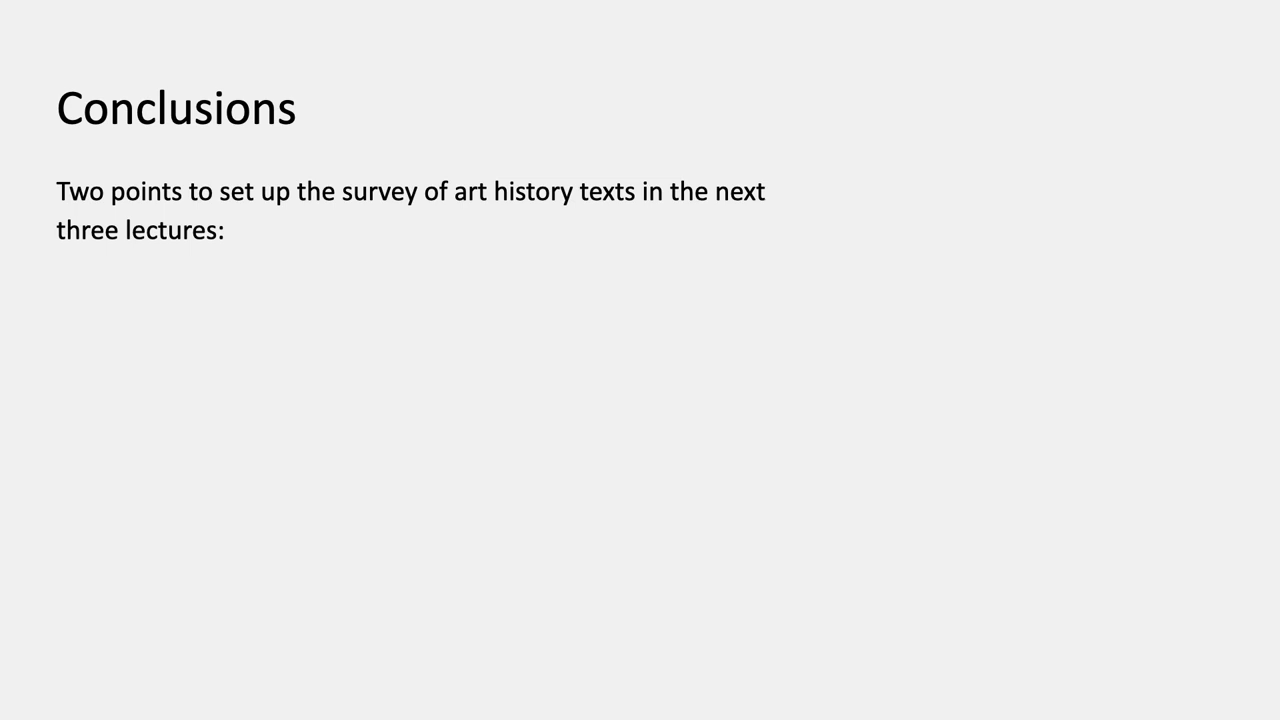 Conclusions
Two points to set up the survey of art history texts in the next
three lectures: